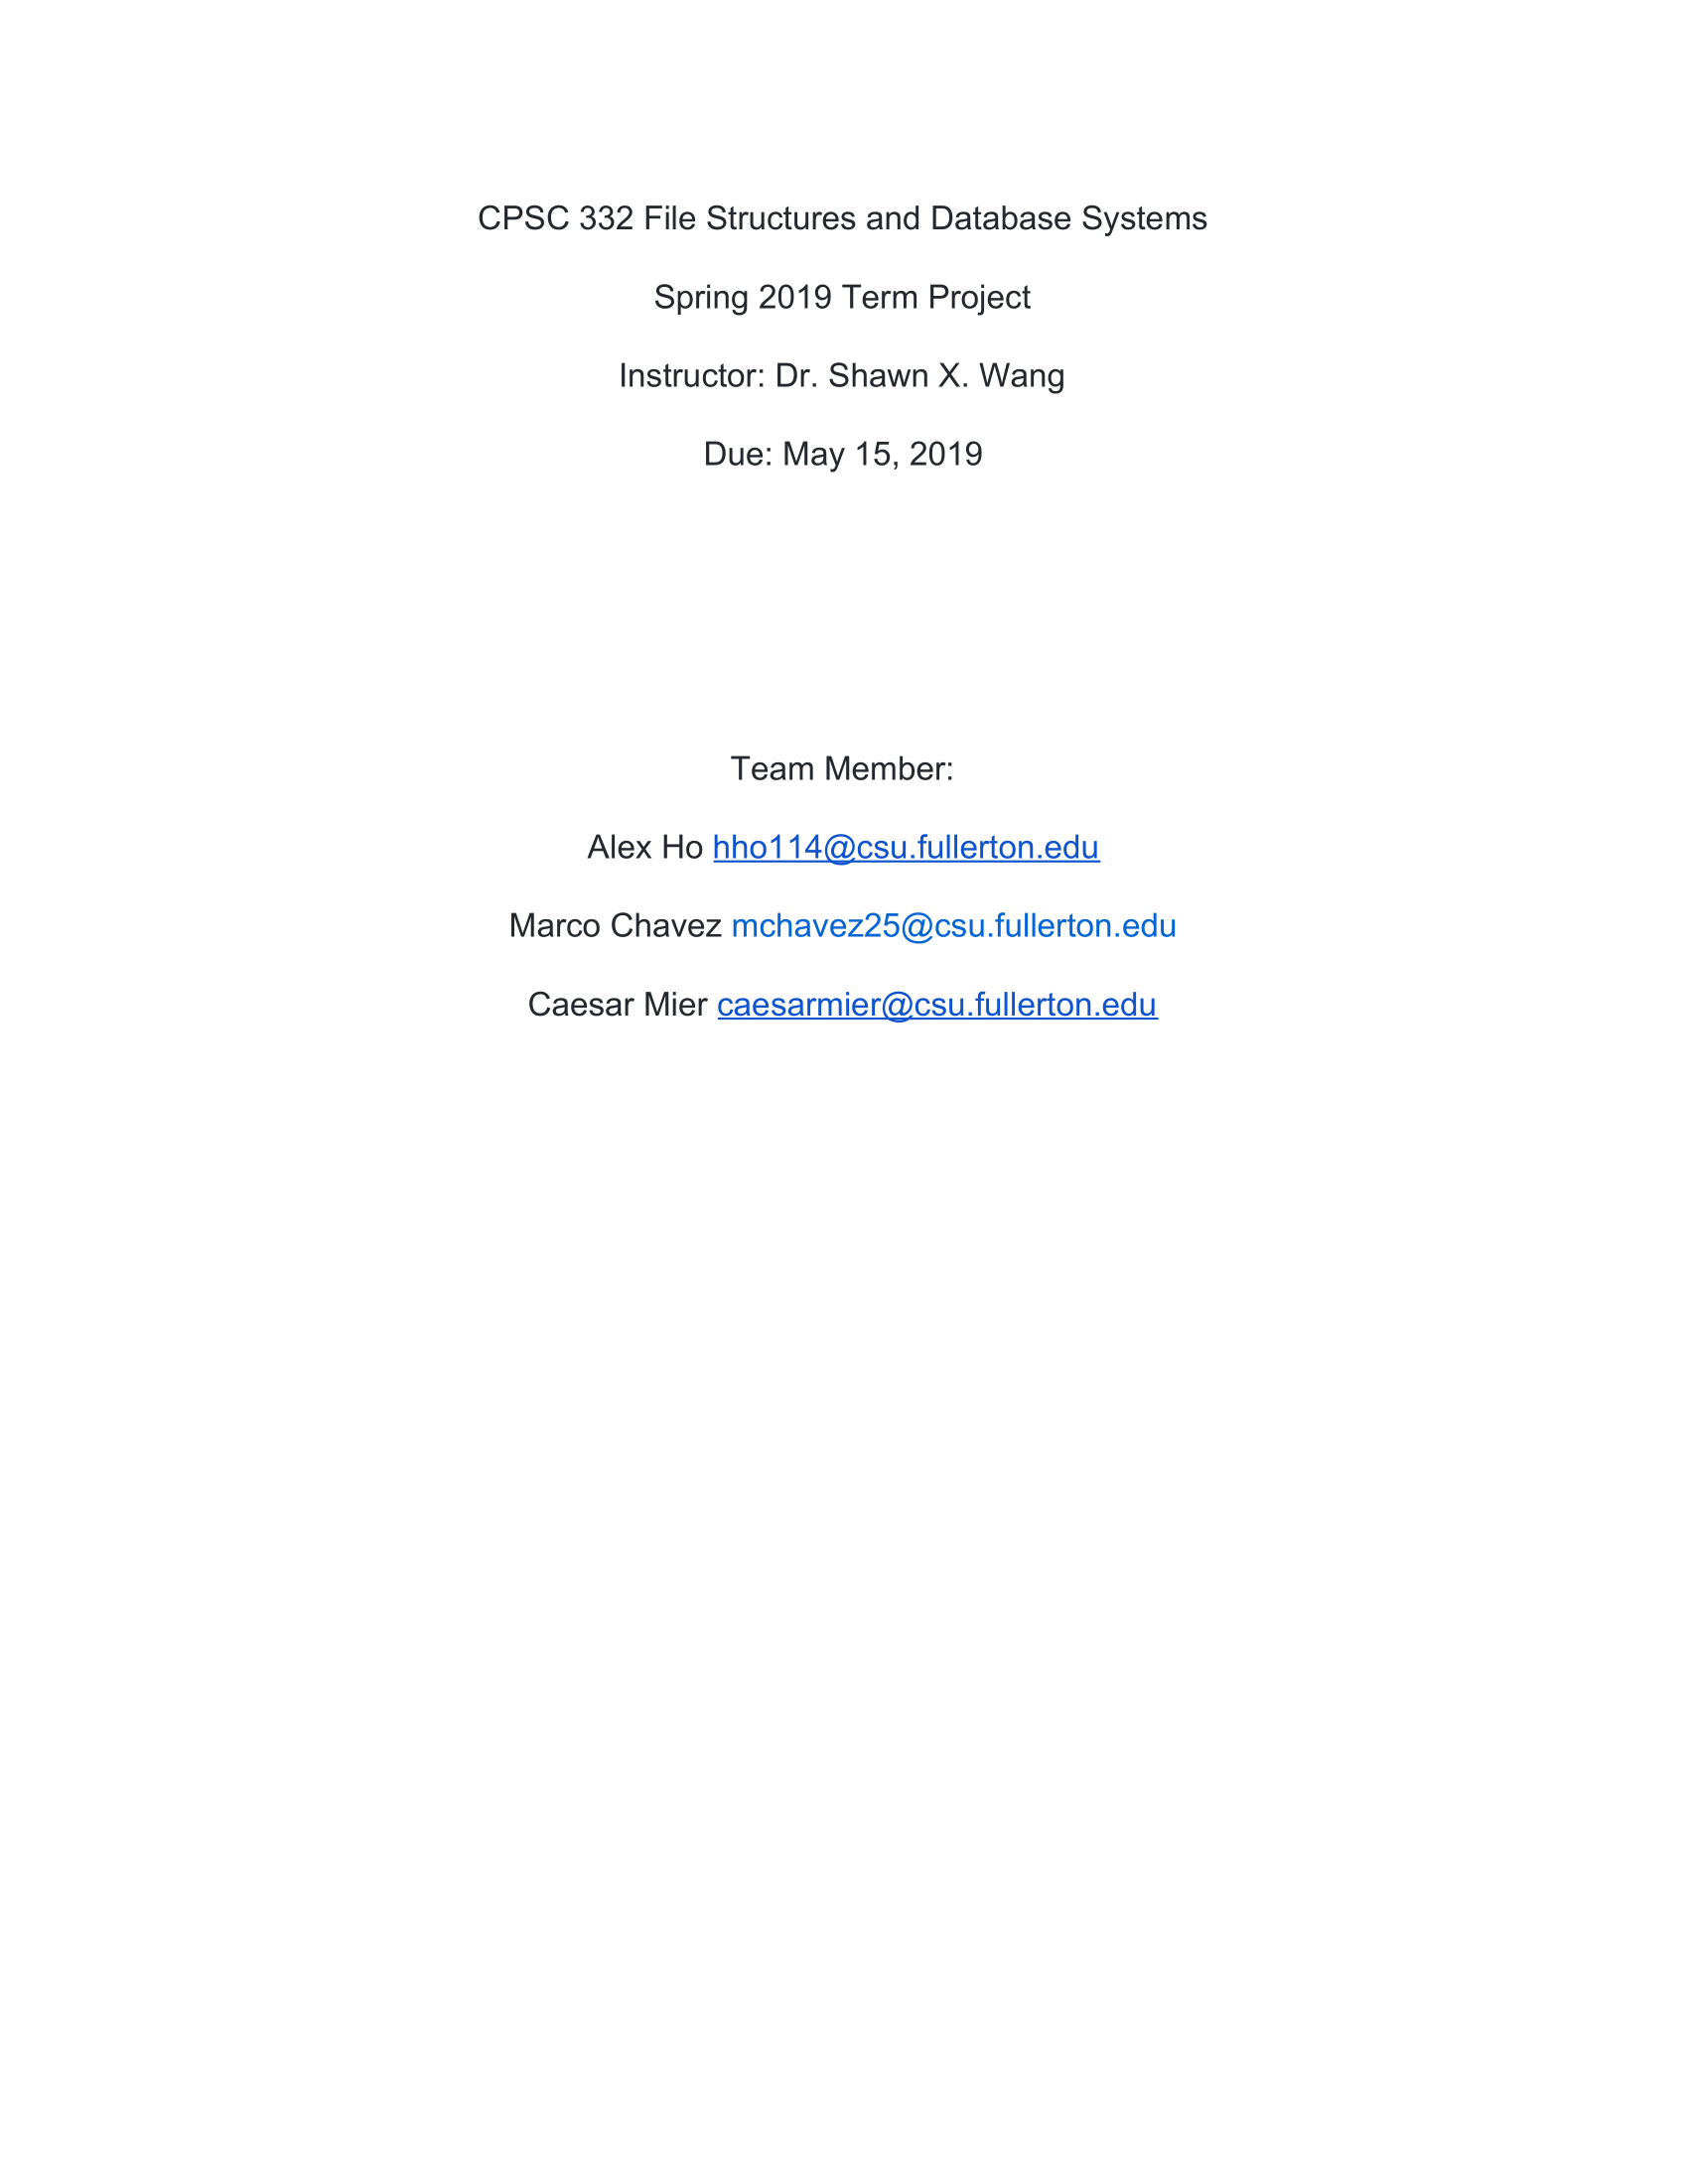 CPSC 332 File Structures and Database Systems
Spring 2019 Term Project
Instructor: Dr. Shawn X. Wang
Due: May 15, 2019
Team Member:
Alex Ho hho114@csu.fullerton.edu
Marco Chavez mchavez25@csu.fullerton.edu
Caesar Mier caesarmier@csu.fullerton.edu